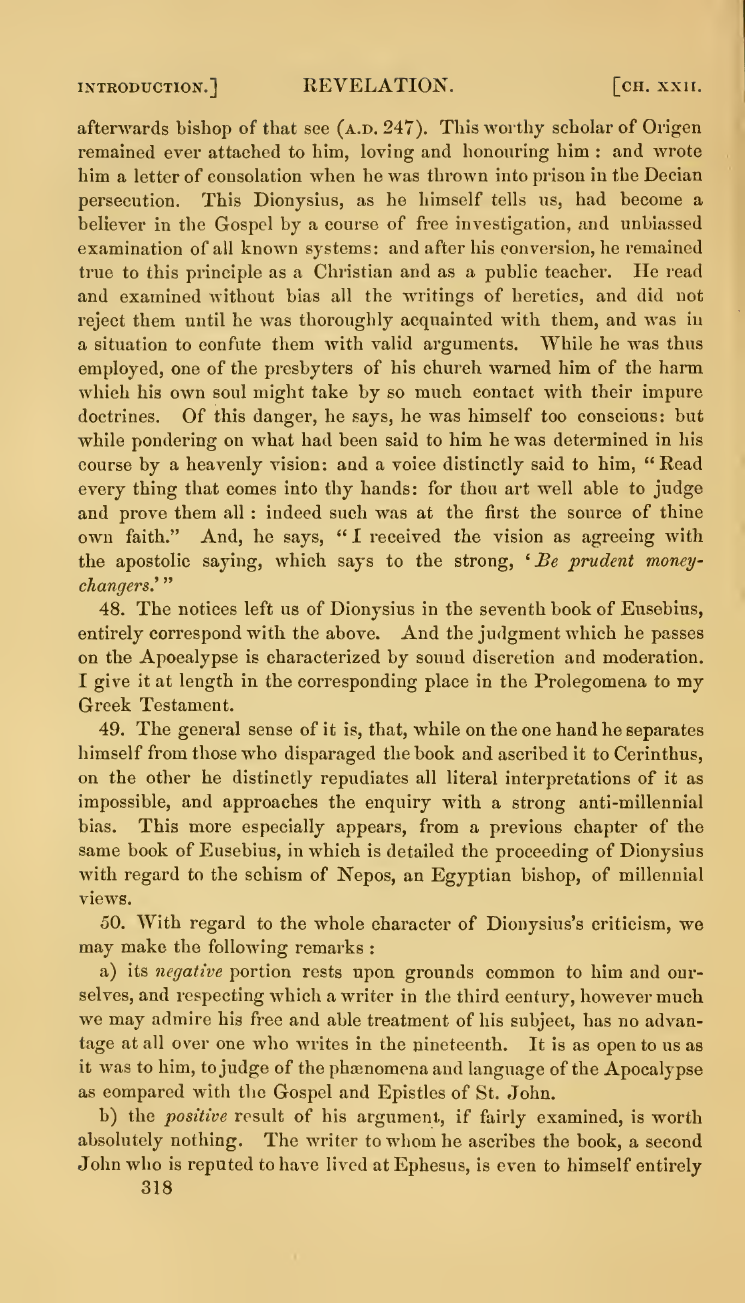 INTRODUCTION.] REVELATION. [CH. XXII.
afterwards bishop of that see (A.D. 247). This worthy scholar of Origen
remained ever attached to him, loving and honouring him : and wrote
him a letter of consolation when he was thrown into prison in the Decian
persecution. This Dionysius, as he himself tells us, had become a
believer in the Gospel by a course of free investigation, and unbiassed
examination of all known systems: and after his conversion, he remained
true to this principle as a Christian and as a public teacher. He read
and examined without bias all the writings of heretics, and did not
reject them until he was thoroughly acquainted with them, and was in
a situation to confute them with valid arguments. While he was thus
employed, one of the presbyters of his church warned him of the harm
which his own soul might take by so much contact with their impure
doctrines. Of this danger, he says, he was himself too conscious: but
while pondering on what had been said to him he was determined in his
course by a heavenly vision: and a voice distinctly said to him, “ Read
every thing that comes into thy hands: for thou art well able to judge
and prove them all : indeed such was at the first the source of thine
own faith.” And, he says, “ I received the vision as agreeing with
the apostolic saying, which says to the strong, ‘ Be prudent money-
changers.’ ”
48. The notices left us of Dionysius in the seventh book of Eusebius,
entirely correspond with the above. And the judgment which he passes
on the Apocalypse is characterized by sound discretion and moderation.
I give it at length in the corresponding place in the Prolegomena to my
Greek Testament.
49. The general sense of it is, that, while on the one hand he separates
himself from those who disparaged the book and ascribed it to Cerinthus,
on the other he distinctly repudiates all literal interpretations of it as
impossible, and approaches the enquiry with a strong anti-millennial
bias. This more especially appears, from a previous chapter of the
same book of Eusebius, in which is detailed the proceeding of Dionysius
with regard to the schism of Nepos, an Egyptian bishop, of millennial
views.
50. With regard to the whole character of Dionysius’s criticism, we
may make the following remarks :
a) its negative portion rests upon grounds common to him and our-
selves, and respecting which a writer in the third century, however much
we may admire his free and able treatment of his subject, has no advan-
tage at all over one who writes in the nineteenth. It is as open to us as
it was to him, to judge of the phænomena and language of the Apocalypse
as compared with the Gospel and Epistles of St. John.
b) the positive result of his argument, if fairly examined, is worth
absolutely nothing. The writer to whom he ascribes the book, a second
John who is reputed to have lived at Ephesus, is even to himself entirely
318